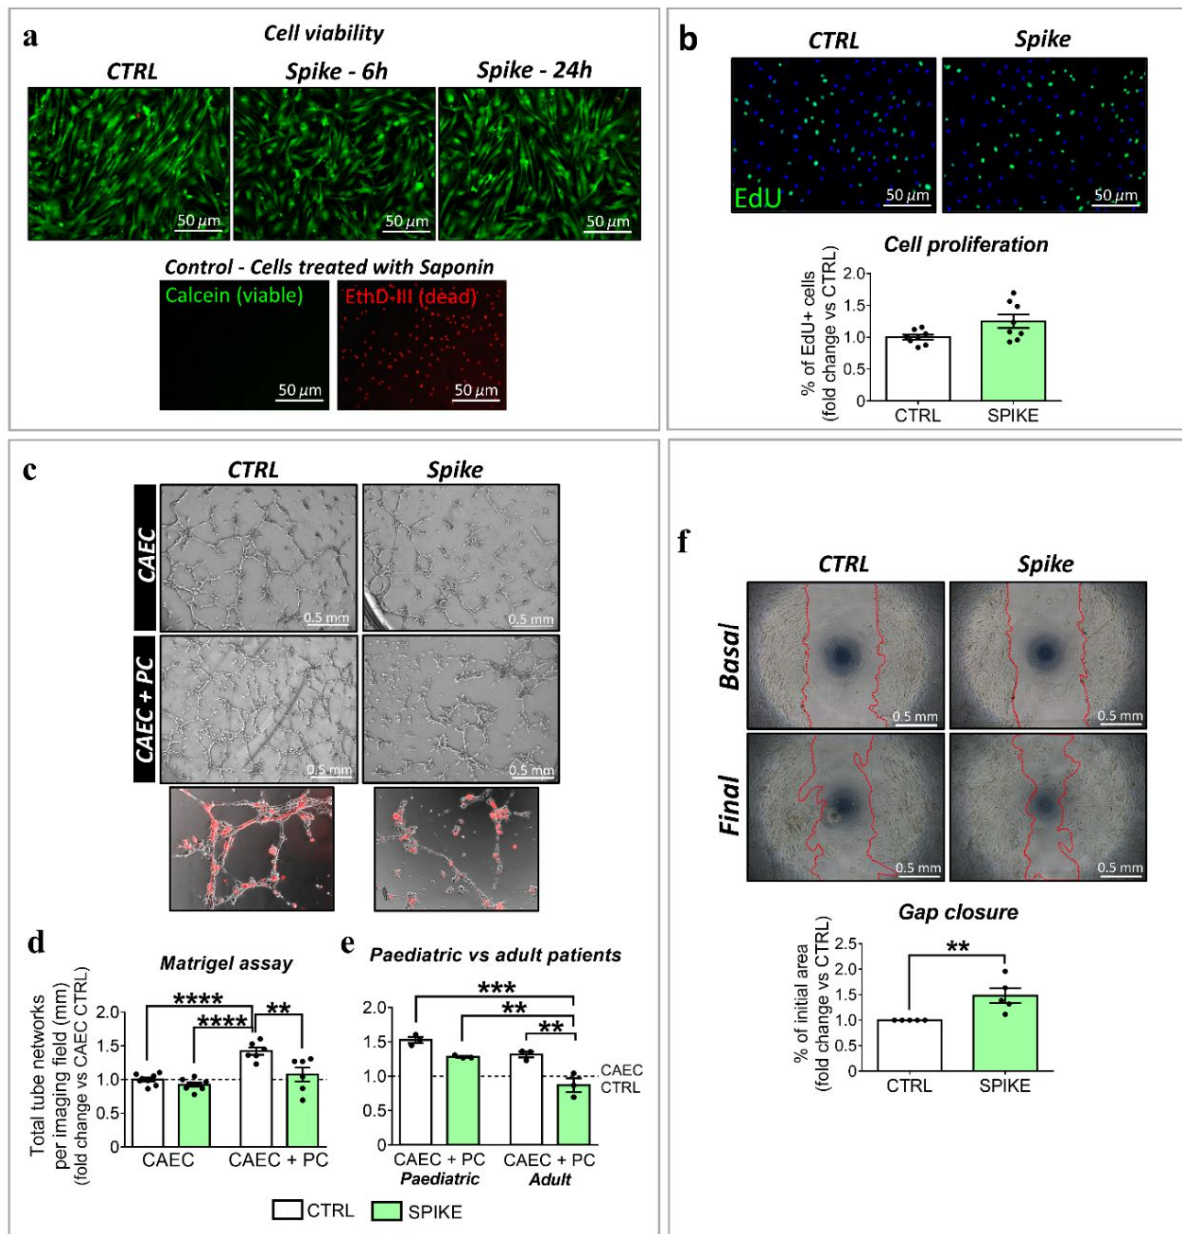 a
Cell viability
CTRL
Spike - 6h
Spike - 24h
50 µm
50 µm
50 µm
Control - Cells treated with Saponin
Calcein (viable)
EthD-III (dead)
50 µm
50 µm
b
CTRL
Spike
EdU
50 µm
50 µm
Cell proliferation
% of EdU+ cells
(fold change vs CTRL)
2.0
1.5
1.0
0.5
0
CTRL
SPIKE
c
CTRL
Spike
CAEC
0.5 mm
0.5 mm
CAEC + PC
0.5 mm
0.5 mm
d
Matrigel assay
Total tube networks
per imaging field (mm)
(fold change vs CAEC CTRL)
2.0
1.5
1.0
0.5
0
****
****
**
CAEC
CAEC + PC
e
Paediatric vs adult patients
2.0
1.5
1.0
1.5
0
***
**
**
CAEC
CTRL
CAEC + PC
CAEC + PC
Paediatric
Adult
CTRL
SPIKE
f
CTRL
Spike
Basal
0.5 mm
0.5 mm
Final
0.5 mm
0.5 mm
Gap closure
% of initial area
(fold change vs CTRL)
2.5
2.0
1.5
1.0
0.5
0
**
CTRL
SPIKE